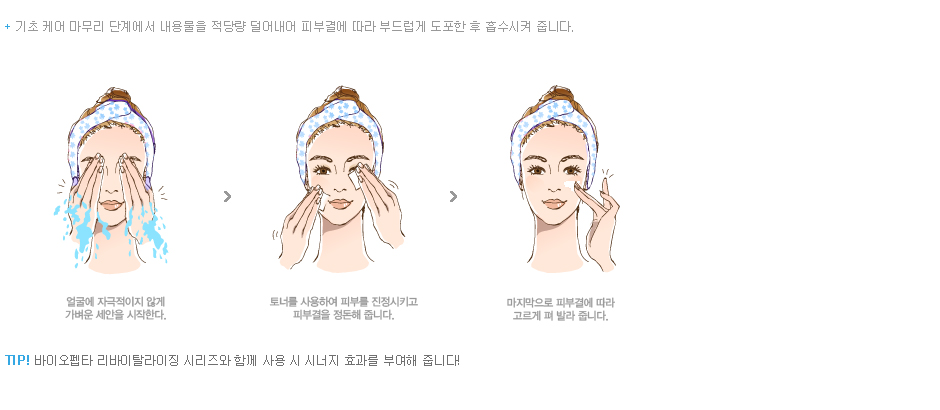 + 기초 케어 마무리 단계에서 내용물을 적당량 덜어내어 피부결에 따라 부드럽게 도포한 후 흡수시켜 줍니다.
얼굴에 자극적이지 않게
가벼운 세안을 시작한다.
토너를 사용하여 피부를 진정시키고
피부결을 정돈해 줍니다.
마지막으로 피부결에 따라
고르게 펴 발라 줍니다.
TIP! 바이오펩타 리바이탈라이징 시리즈와 함께 사용 시 시너지 효과를 부여해 줍니다!